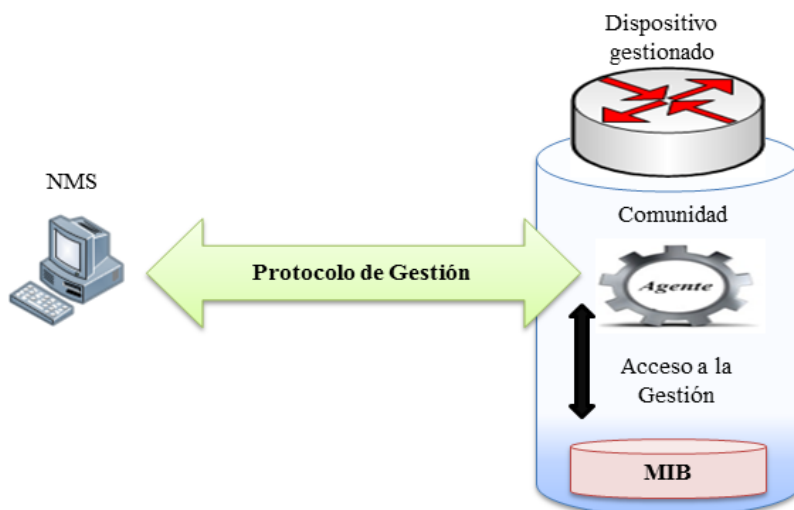 Dispositivo
gestionado
NMS
Comunidad
Protocolo de Gestión
Agente
Acceso a la
Gestión
MIB